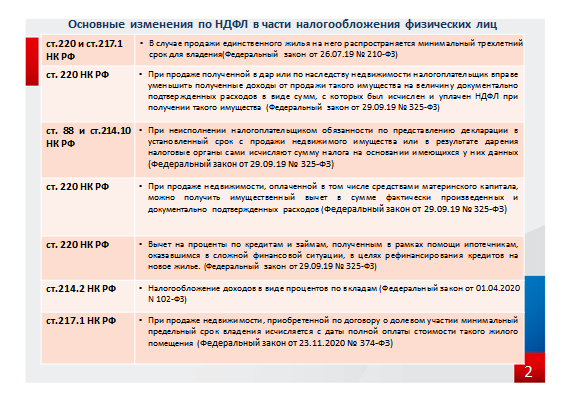 Основные изменения по НДФЛ в части налогообложения физических лиц
ст.220 и ст.217.1
НК РФ
• В случае продажи единственного жилья на него распространяется минимальный трехлетний
срок для владения(Федеральный закон от 26.07.19 № 210-ФЗ)
ст. 220 НК РФ
• При продаже полученной в дар или по наследству недвижимости налогоплательщик вправе
уменьшить полученные доходы от продажи такого имущества на величину документально
подтвержденных расходов в виде сумм, с которых был исчислен и уплачен НДФЛ при
получении такого имущества (Федеральный закон от 29.09.19 № 325-ФЗ)
ст. 88 и ст.214.10
НК РФ
• При неисполнении налогоплательщиком обязанности по представлению декларации в
установленный срок с продажи недвижимого имущества или в результате дарения
налоговые органы сами исчисляют сумму налога на основании имеющихся у них данных
(Федеральный закон от 29.09.19 № 325-ФЗ)
ст. 220 НК РФ
• При продаже недвижимости, оплаченной в том числе средствами материнского капитала,
можно получить имущественный вычет в сумме фактически произведенных и
документально подтвержденных расходов (Федеральный закон от 29.09.19 № 325-ФЗ)
ст. 220 НК РФ
• Вычет на проценты по кредитам и займам, полученным в рамках помощи ипотечникам,
оказавшимся в сложной финансовой ситуации, в целях рефинансирования кредитов на
новое жилье. (Федеральный закон от 29.09.19 № 325-ФЗ)
ст.214.2 НК РФ
• Налогообложение доходов в виде процентов по вкладам (Федеральный закон от 01.04.2020
N 102-ФЗ)
ст.217.1 НК РФ
• При продаже недвижимости, приобретенной по договору о долевом участии минимальный
предельный срок владения исчисляется с даты полной оплаты стоимости такого жилого
помещения (Федеральный закон от 23.11.2020 № 374-ФЗ)
2